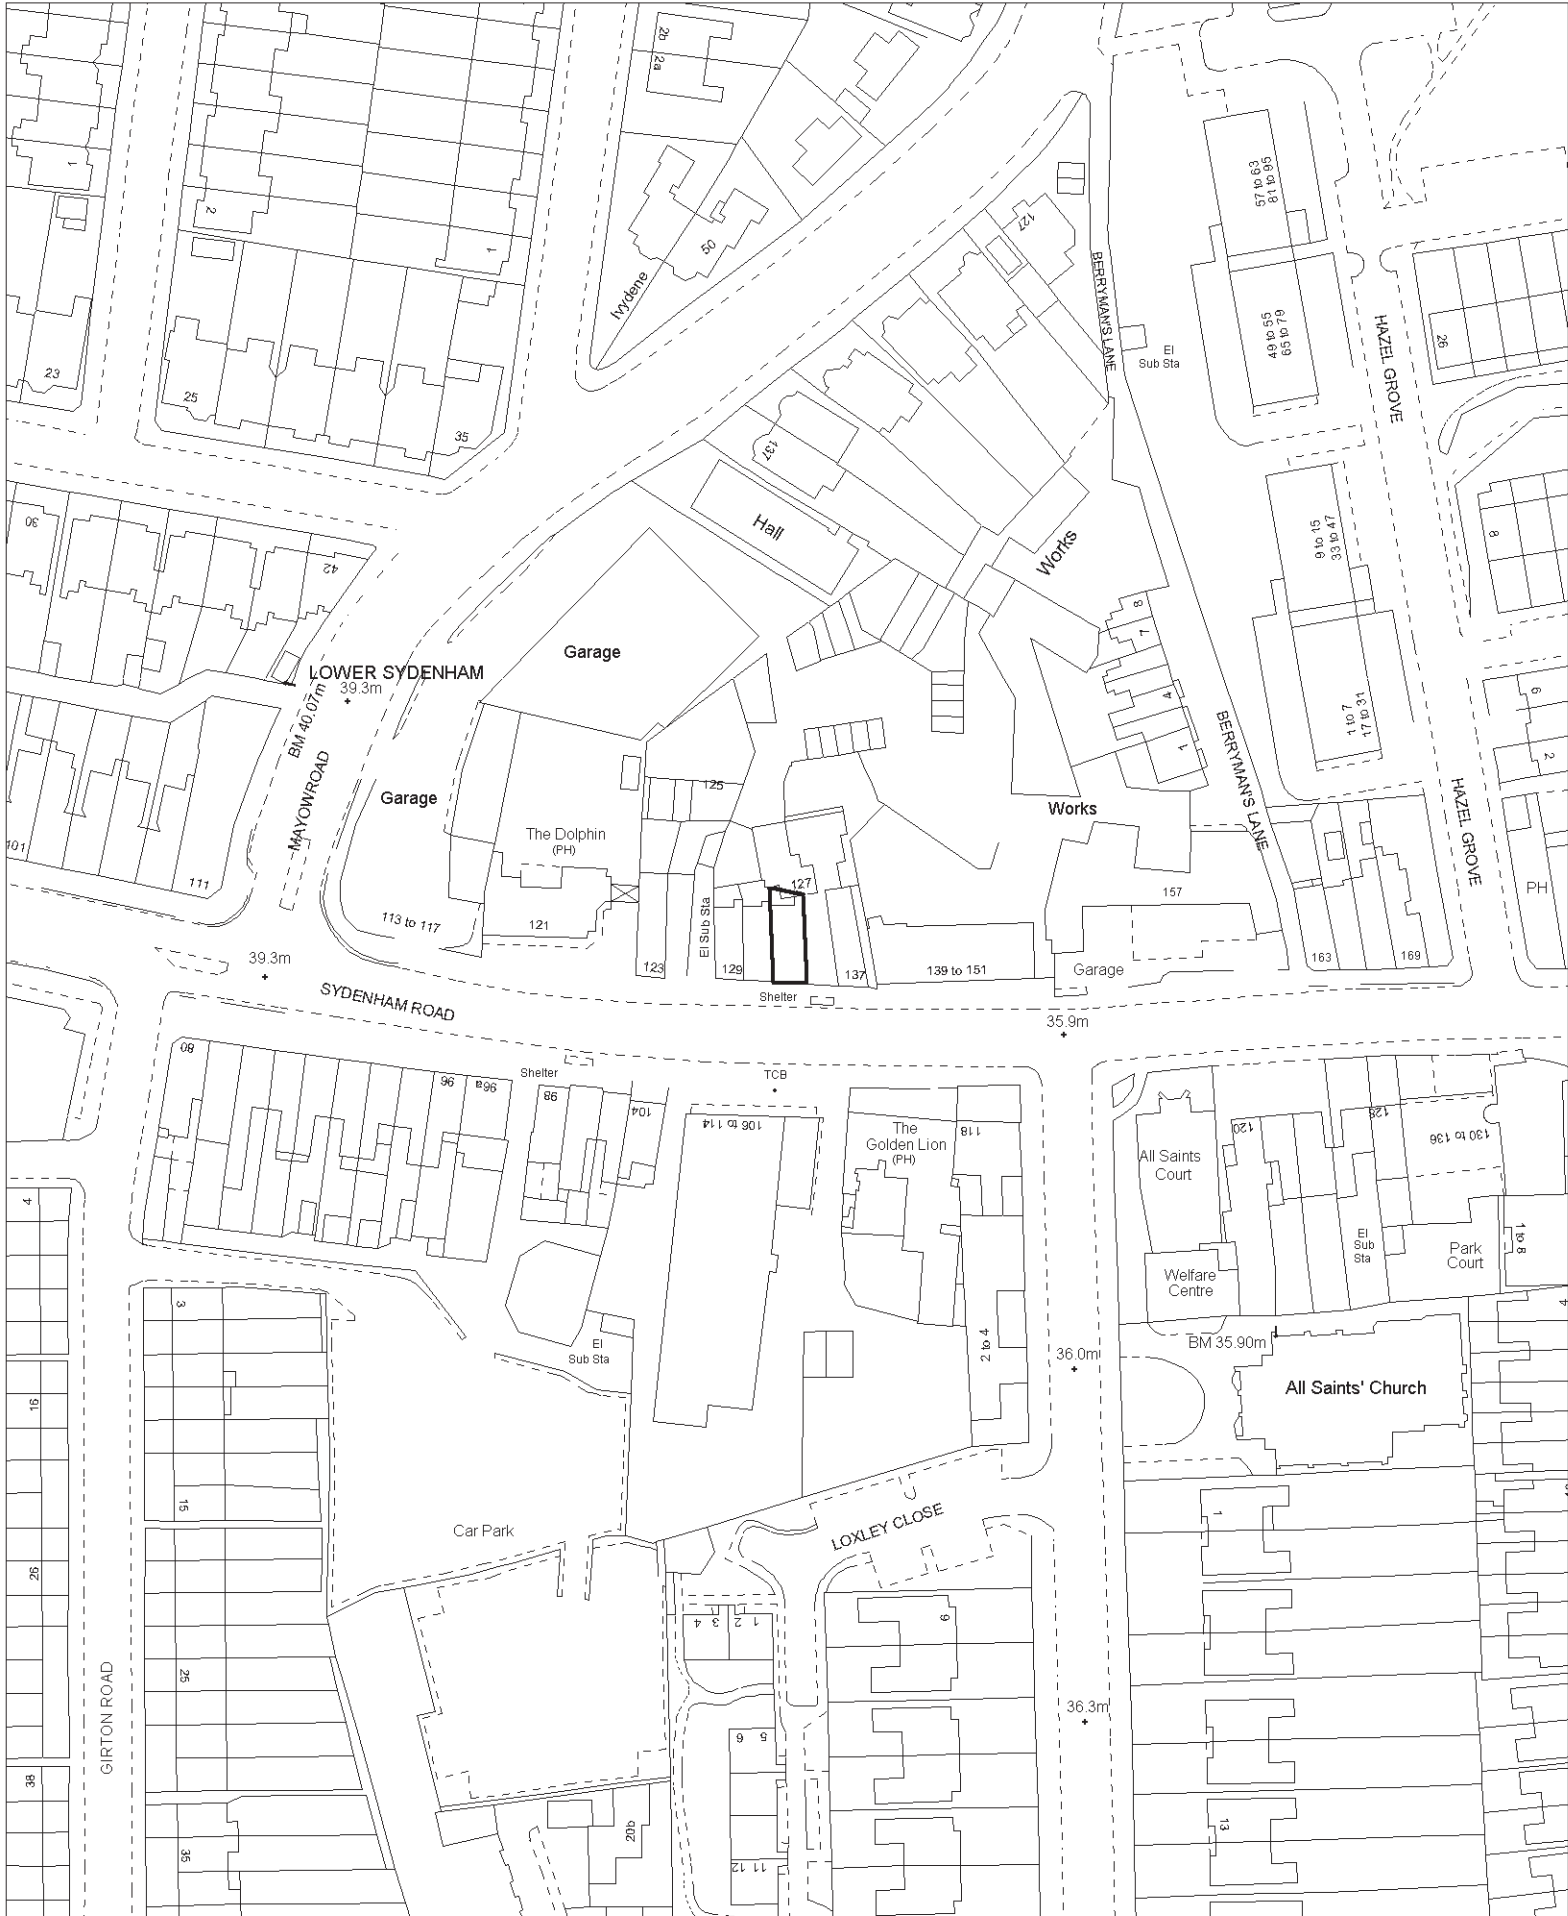 2b
2a
1
2
1
50
Ivydene
127
BERRYMAN'S LANE
57 to 63
81 to 95
49 to 55
65 to 79
El
Sub Sta
HAZEL GROVE
26
23
25
35
137
Hall
Works
30
42
9 to 15
33 to 47
8
8
7
4
1
Garage
LOWER SYDENHAM
39.3m
BM 40.07m
MAYOWROAD
BERRYMAN'S LANE
1 to 7
17 to 31
6
2
HAZEL GROVE
Garage
125
Works
The Dolphin
(PH)
101
111
113 to 117
121
123
El Sub Sta
129
127
137
139 to 151
157
Garage
163
169
PH
39.3m
SYDENHAM ROAD
Shelter
35.9m
80
96
96a
Shelter
98
104
TCB
106 to 114
The
Golden Lion
(PH)
118
All Saints
Court
120
128
130 to 136
El
Sub
Sta
Park
Court
1 to 8
Welfare
Centre
4
3
El
Sub Sta
2 to 4
36.0m
BM 35.90m
All Saints' Church
4
16
15
Car Park
LOXLEY CLOSE
1
26
25
GIRTON ROAD
4
3
2
1
9
36.3m
6
5
38
35
20b
11
12
13